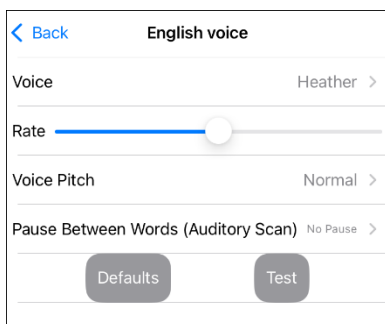 Back English voice
Voice Heather
Rate
Voice Pitch Normal
Pause Between Words (Auditory Scan) No Pause
Defaults Test